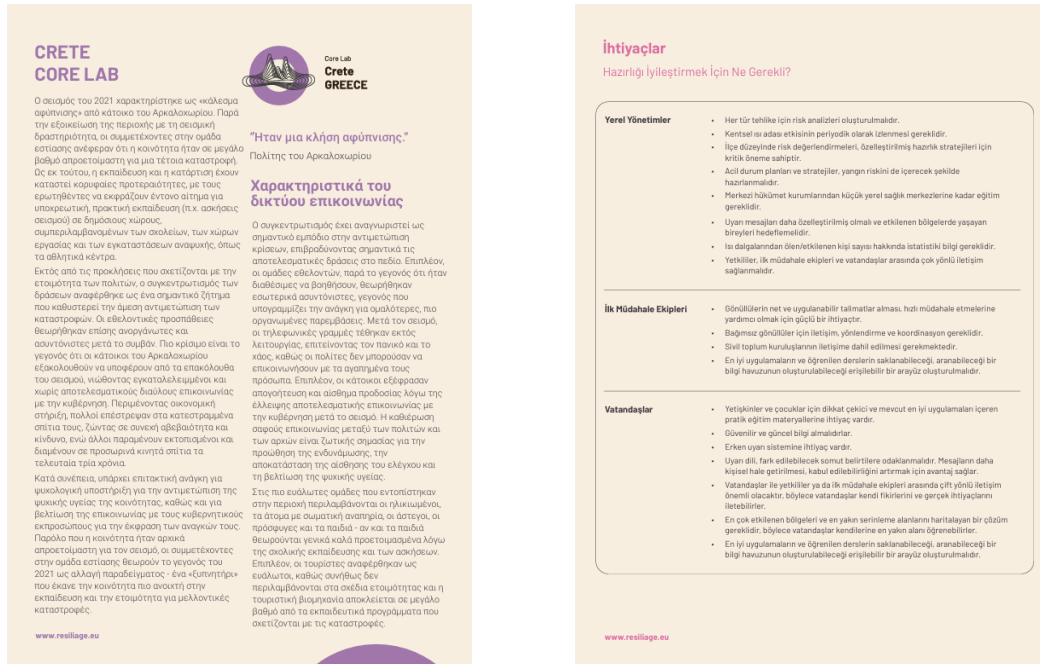 CRETE
CORE LAB
Ο σεισμός του 2021 χαρακτηρίστηκε ως «κάλεσμα
αφύπνισης» από κάτοικο του Αρκαλοχωρίου. Παρά
την εξοικείωση της περιοχής με τη σεισμική
δραστηριότητα, οι συμμετέχοντες στην ομάδα
εστίασης ανέφεραν ότι η κοινότητα ήταν σε μεγάλο
βαθμό απροετοίμαστη για μια τέτοια καταστροφή.
Ως εκ τούτου, η εκπαίδευση και η κατάρτιση έχουν
καταστεί κορυφαίες προτεραιότητες, με τους
ερωτηθέντες να εκφράζουν έντονο αίτημα για
υποχρεωτική, πρακτική εκπαίδευση (π.χ. ασκήσεις
σεισμού) σε δημόσιους χώρους,
συμπεριλαμβανομένων των σχολείων, των χώρων
εργασίας και των εγκαταστάσεων αναψυχής, όπως
τα αθλητικά κέντρα.
Εκτός από τις προκλήσεις που σχετίζονται με την
ετοιμότητα των πολιτών, ο συγκεντρωτισμός των
δράσεων αναφέρθηκε ως ένα σημαντικό ζήτημα
που καθυστερεί την άμεση αντιμετώπιση των
καταστροφών. Οι εθελοντικές προσπάθειες
θεωρήθηκαν επίσης ανοργάνωτες και
ασυντόνιστες μετά το συμβάν. Πιο κρίσιμο είναι το
γεγονός ότι οι κάτοικοι του Αρκαλοχωρίου
εξακολουθούν να υποφέρουν από τα επακόλουθα
του σεισμού, νιώθοντας εγκαταλελειμμένοι και
χωρίς αποτελεσματικούς διαύλους επικοινωνίας
με την κυβέρνηση. Περιμένοντας οικονομική
στήριξη, πολλοί επέστρεψαν στα κατεστραμμένα
σπίτια τους, ζώντας σε συνεχή αβεβαιότητα και
κίνδυνο, ενώ άλλοι παραμένουν εκτοπισμένοι και
διαμένουν σε προσωρινά κινητά σπίτια τα
τελευταία τρία χρόνια.
Κατά συνέπεια, υπάρχει επιτακτική ανάγκη για
ψυχολογική υποστήριξη για την αντιμετώπιση της
ψυχικής υγείας της κοινότητας, καθώς και για
βελτίωση της επικοινωνίας με τους κυβερνητικούς
εκπροσώπους για την έκφραση των αναγκών τους.
Παρόλο που η κοινότητα ήταν αρχικά
απροετοίμαστη για τον σεισμό, οι συμμετέχοντες
στην ομάδα εστίασης θεωρούν το γεγονός του
2021 ως αλλαγή παραδείγματος - ένα «ξυπνητήρι»
που έκανε την κοινότητα πιο ανοιχτή στην
εκπαίδευση και την ετοιμότητα για μελλοντικές
καταστροφές.
www.resiliage.eu
Core Lab
Crete
GREECE
“Ήταν μια κλήση αφύπνισης.”
Πολίτης του Αρκαλοχωρίου
Χαρακτηριστικά του
δικτύου επικοινωνίας
Ο συγκεντρωτισμός έχει αναγνωριστεί ως
σημαντικό εμπόδιο στην αντιμετώπιση
κρίσεων, επιβραδύνοντας σημαντικά τις
αποτελεσματικές δράσεις στο πεδίο. Επιπλέον,
οι ομάδες εθελοντών, παρά το γεγονός ότι ήταν
διαθέσιμες να βοηθήσουν, θεωρήθηκαν
εσωτερικά ασυντόνιστες, γεγονός που
υπογραμμίζει την ανάγκη για ομαλότερες, πιο
οργανωμένες παρεμβάσεις. Μετά τον σεισμό,
οι τηλεφωνικές γραμμές τέθηκαν εκτός
λειτουργίας, επιτείνοντας τον πανικό και το
χάος, καθώς οι πολίτες δεν μπορούσαν να
επικοινωνήσουν με τα αγαπημένα τους
πρόσωπα. Επιπλέον, οι κάτοικοι εξέφρασαν
απογοήτευση και αίσθημα προδοσίας λόγω της
έλλειψης αποτελεσματικής επικοινωνίας με
την κυβέρνηση μετά το σεισμό. Η καθιέρωση
σαφούς επικοινωνίας μεταξύ των πολιτών και
των αρχών είναι ζωτικής σημασίας για την
προώθηση της ενδυνάμωσης, την
αποκατάσταση της αίσθησης του ελέγχου και
τη βελτίωση της ψυχικής υγείας.
Στις πιο ευάλωτες ομάδες που εντοπίστηκαν
στην περιοχή περιλαμβάνονται οι ηλικιωμένοι,
τα άτομα με σωματική αναπηρία, οι άστεγοι, οι
πρόσφυγες και τα παιδιά - αν και τα παιδιά
θεωρούνται γενικά καλά προετοιμασμένα λόγω
της σχολικής εκπαίδευσης και των ασκήσεων.
Επιπλέον, οι τουρίστες αναφέρθηκαν ως
ευάλωτοι, καθώς συνήθως δεν
περιλαμβάνονται στα σχέδια ετοιμότητας και η
τουριστική βιομηχανία αποκλείεται σε μεγάλο
βαθμό από τα εκπαιδευτικά προγράμματα που
σχετίζονται με τις καταστροφές.
İhtiyaçlar
Hazırlığı İyileştirmek İçin Ne Gerekli?
Yerel Yönetimler
• Her tür tehlike için risk analizleri oluşturulmalıdır.
• Kentsel ısı adası etkisinin periyodik olarak izlenmesi gereklidir.
• İlçe düzeyinde risk değerlendirmeleri, özelleştirilmiş hazırlık stratejileri için
kritik öneme sahiptir.
• Acil durum planları ve stratejiler, yangın riskini de içerecek şekilde
hazırlanmalıdır.
• Merkezi hükümet kurumlarından küçük yerel sağlık merkezlerine kadar eğitim
gereklidir.
• Uyarı mesajları daha özelleştirilmiş olmalı ve etkilenen bölgelerde yaşayan
bireyleri hedeflemelidir.
• Isı dalgalarından ölen/etkilenen kişi sayısı hakkında istatistiki bilgi gereklidir.
• Yetkililer, ilk müdahale ekipleri ve vatandaşlar arasında çok yönlü iletişim
sağlanmalıdır.
İlk Müdahale Ekipleri
• Gönüllülerin net ve uygulanabilir talimatlar alması, hızlı müdahale etmelerine
yardımcı olmak için güçlü bir ihtiyaçtır.
• Bağımsız gönüllüler için iletişim, yönlendirme ve koordinasyon gereklidir.
• Sivil toplum kuruluşlarının iletişime dahil edilmesi gerekmektedir.
• En iyi uygulamaların ve öğrenilen derslerin saklanabileceği, aranabileceği bir
bilgi havuzunun oluşturulabileceği erişilebilir bir arayüz oluşturulmalıdır.
Vatandaşlar
• Yetişkinler ve çocuklar için dikkat çekici ve mevcut en iyi uygulamaları içeren
pratik eğitim materyallerine ihtiyaç vardır.
• Güvenilir ve güncel bilgi almalıdırlar.
• Erken uyarı sistemine ihtiyaç vardır.
• Uyarı dili, fark edilebilecek somut belirtilere odaklanmalıdır. Mesajların daha
kişisel hale getirilmesi, kabul edilebilirliğini artırmak için avantaj sağlar.
• Vatandaşlar ile yetkililer ya da ilk müdahale ekipleri arasında çift yönlü iletişim
önemli olacaktır, böylece vatandaşlar kendi fikirlerini ve gerçek ihtiyaçlarını
iletebilirler.
• En çok etkilenen bölgeleri ve en yakın serinleme alanlarını haritalayan bir çözüm
gereklidir, böylece vatandaşlar kendilerine en yakın alanı öğrenebilirler.
• En iyi uygulamaların ve öğrenilen derslerin saklanabileceği, aranabileceği bir
bilgi havuzunun oluşturulabileceği erişilebilir bir arayüz oluşturulmalıdır.
www.resiliage.eu